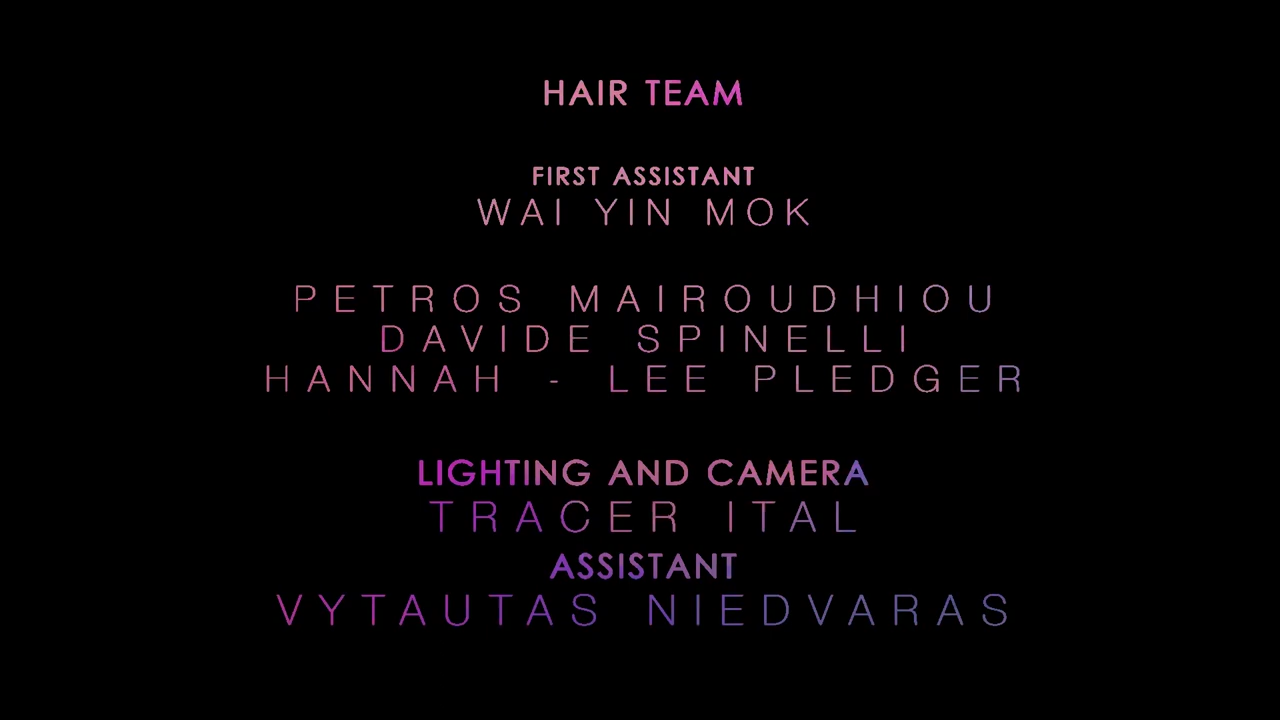 HAIR TEAM
FIRST ASSISTANT
WAI YIN MOK
PETROS MAIROUDHIOU
DAVIDE SPINELLI
HANNAH - LEE PLEDGER
LIGHTING AND CAMERA
TRACER ITAL
ASSISTANT
VYTAUTAS NIEDVARAS